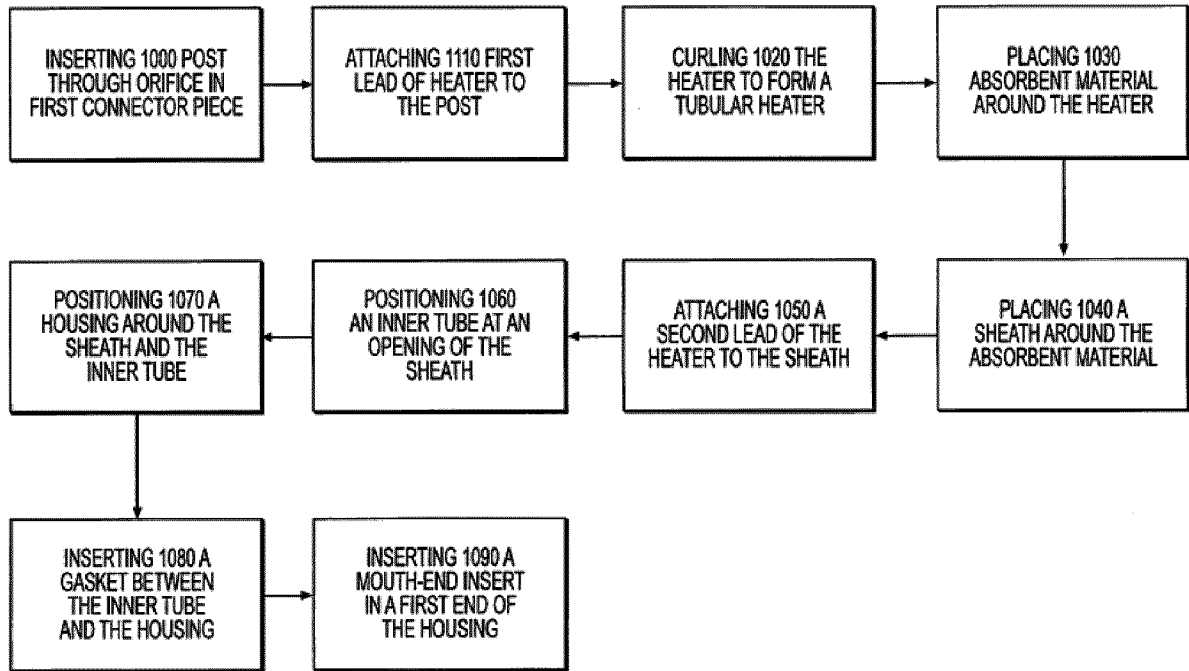 INSERTING 1000 POST
THROUGH ORIFICE IN
FIRST CONNECTOR PIECE
ATTACHING 1110 FIRST
LEAD OF HEATER TO
THE POST
CURLING 1020 THE
HEATER TO FORM A
TUBULAR HEATER
PLACING 1030
ABSORBENT MATERIAL
AROUND THE HEATER
PLACING 1040 A
SHEATH AROUND THE
ABSORBENT MATERIAL
ATTACHING 1050 A
SECOND LEAD OF THE
HEATER TO THE SHEATH
POSITIONING 1060
AN INNER TUBE AT AN
OPENING OF THE
SHEATH
POSITIONING 1070 A
HOUSING AROUND THE
SHEATH AND THE
INNER TUBE
INSERTING 1080 A
GASKET BETWEEN
THE INNER TUBE
AND THE HOUSING
INSERTING 1090 A
MOUTH-END INSERT
IN A FIRST END OF
THE HOUSING